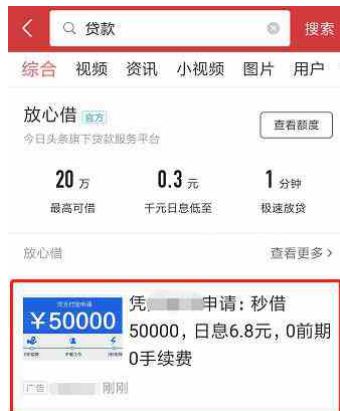 贷款
搜索
综合 视频 资讯 小视频 图片 用户
放心借 官方
查看额度
今日头条旗下贷款服务平台
20万 0.3元 1分钟
最高可借 千元日息低至 极速放款
放心借 查看更多
凭 申请：秒借
50000，日息6.8元，0前期
0手续费
¥50000
广告 刚刚